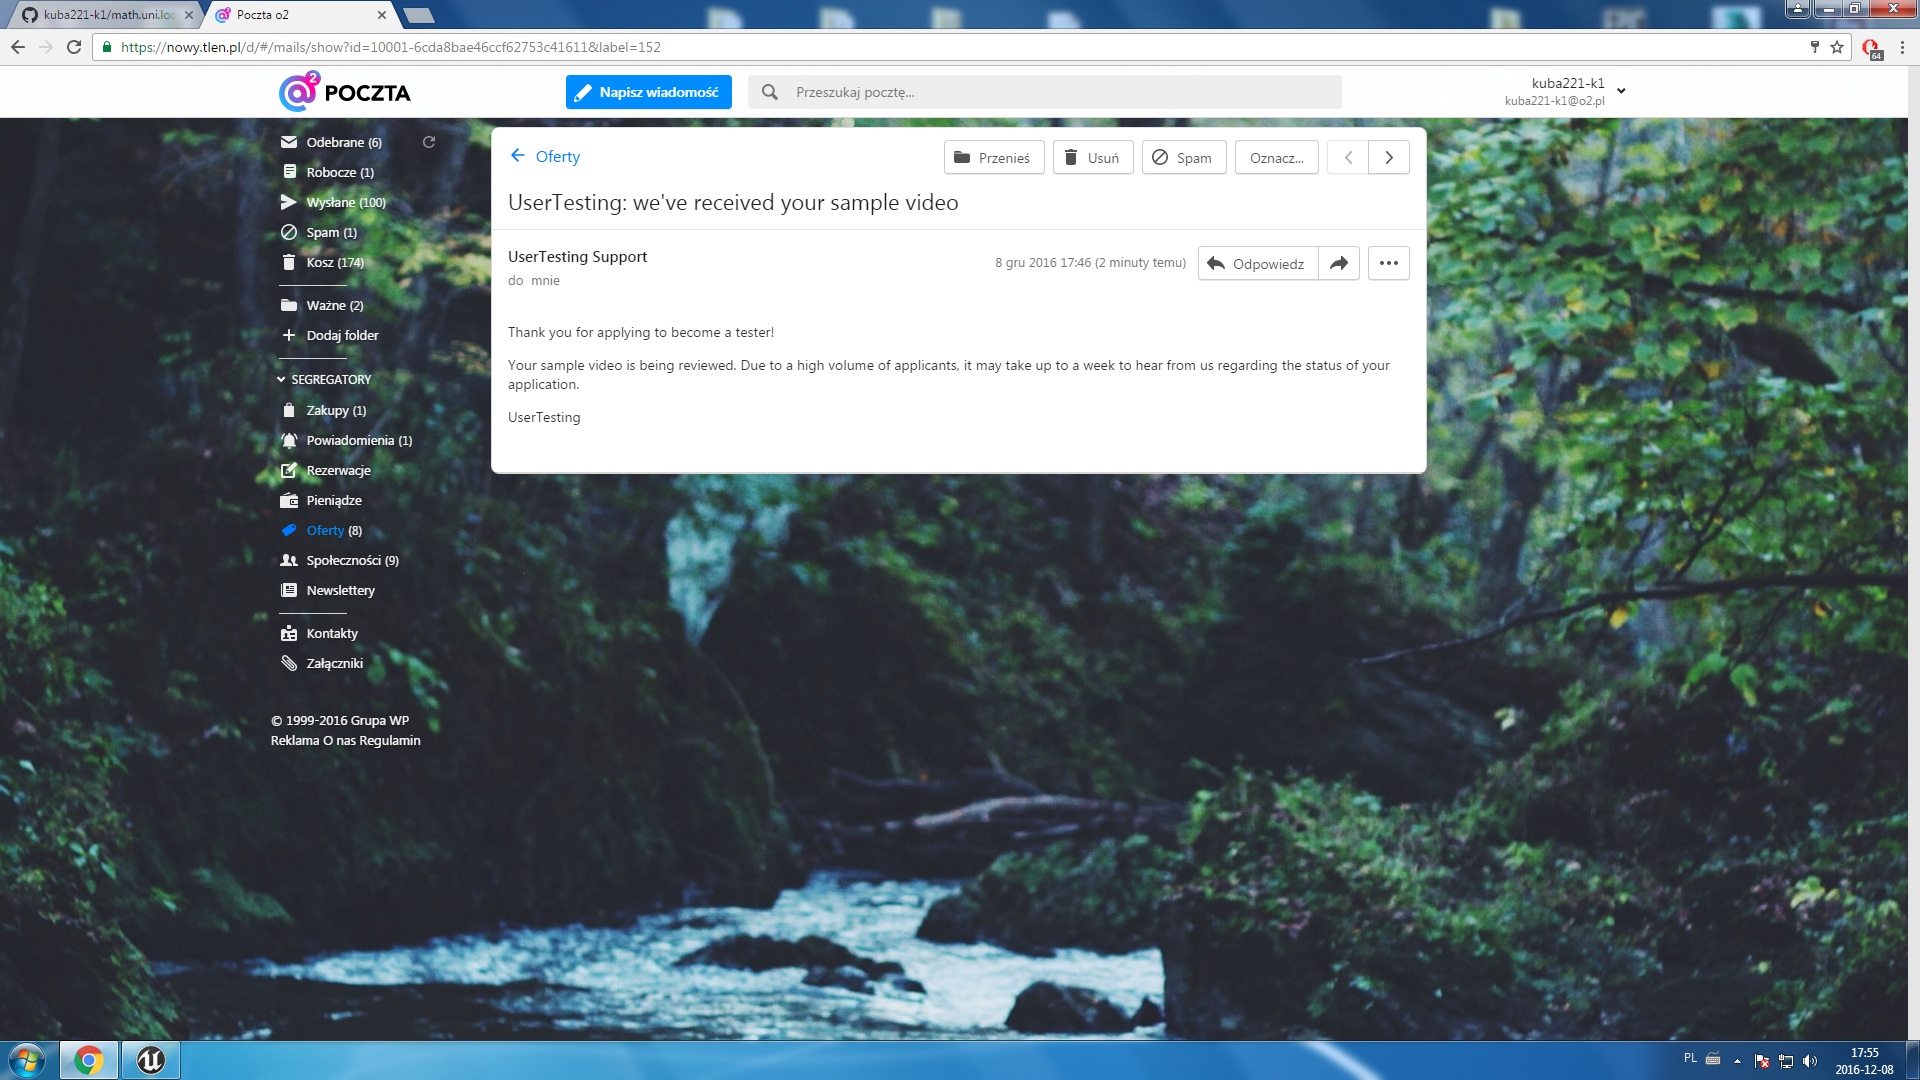 kuba221-k1/math.uni.loc
Poczta o2
https://nowy.tlen.pl/d/#/mails/show?id=10001-6cda8bae46ccf62753c41611&label=152
64
@2 POCZTA
Napisz wiadomość
Przeszukaj pocztę...
kuba221-k1
kuba221-k1@o2.pl
Odebrane (6)
Robocze (1)
Wysłane (100)
Spam (1)
Kosz (174)
Ważne (2)
Dodaj folder
SEGREGATORY
Zakupy (1)
Powiadomienia (1)
Rezerwacje
Pieniądze
Oferty (8)
Społeczności (9)
Newslettery
Kontakty
Załączniki
© 1999-2016 Grupa WP
Reklama O nas Regulamin
Oferty
Przenieś
Usuń
Spam
Oznacz...
UserTesting: we've received your sample video
UserTesting Support
do mnie
8 gru 2016 17:46 (2 minuty temu)
Odpowiedz
Thank you for applying to become a tester!
Your sample video is being reviewed. Due to a high volume of applicants, it may take up to a week to hear from us regarding the status of your
application.
UserTesting
PL
17:55
2016-12-08